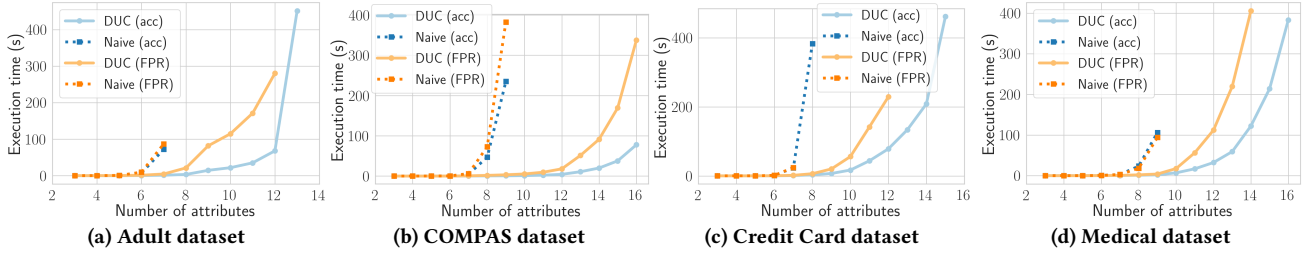 Execution time (s)
400
300
200
100
0
DUC (acc)
Naive (acc)
DUC (FPR)
Naive (FPR)
2 4 6 8 10 12 14
Number of attributes
(a) Adult dataset
Execution time (s)
400
300
200
100
0
DUC (acc)
Naive (acc)
DUC (FPR)
Naive (FPR)
2 4 6 8 10 12 14 16
Number of attributes
(b) COMPAS dataset
Execution time (s)
400
200
0
DUC (acc)
Naive (acc)
DUC (FPR)
Naive (FPR)
2 4 6 8 10 12 14 16
Number of attributes
(c) Credit Card dataset
Execution time (s)
400
300
200
100
0
DUC (acc)
Naive (acc)
DUC (FPR)
Naive (FPR)
2 4 6 8 10 12 14 16
Number of attributes
(d) Medical dataset